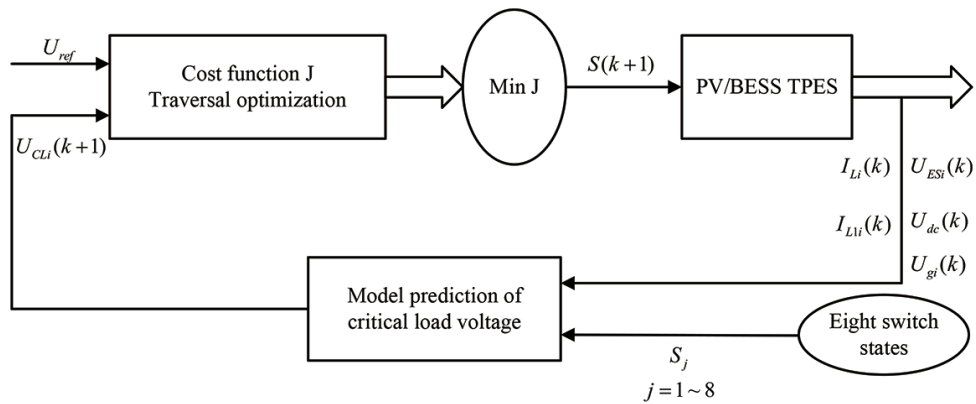 U_ref
Cost function J
Traversal optimization
Min J
S(k+1)
PV/BESS TPES
U_CLi(k+1)
I_Li(k) U_ESi(k)
I_L1i(k) U_dc(k)
U_gi(k)
Model prediction of
critical load voltage
Eight switch
states
S_j
j=1~8